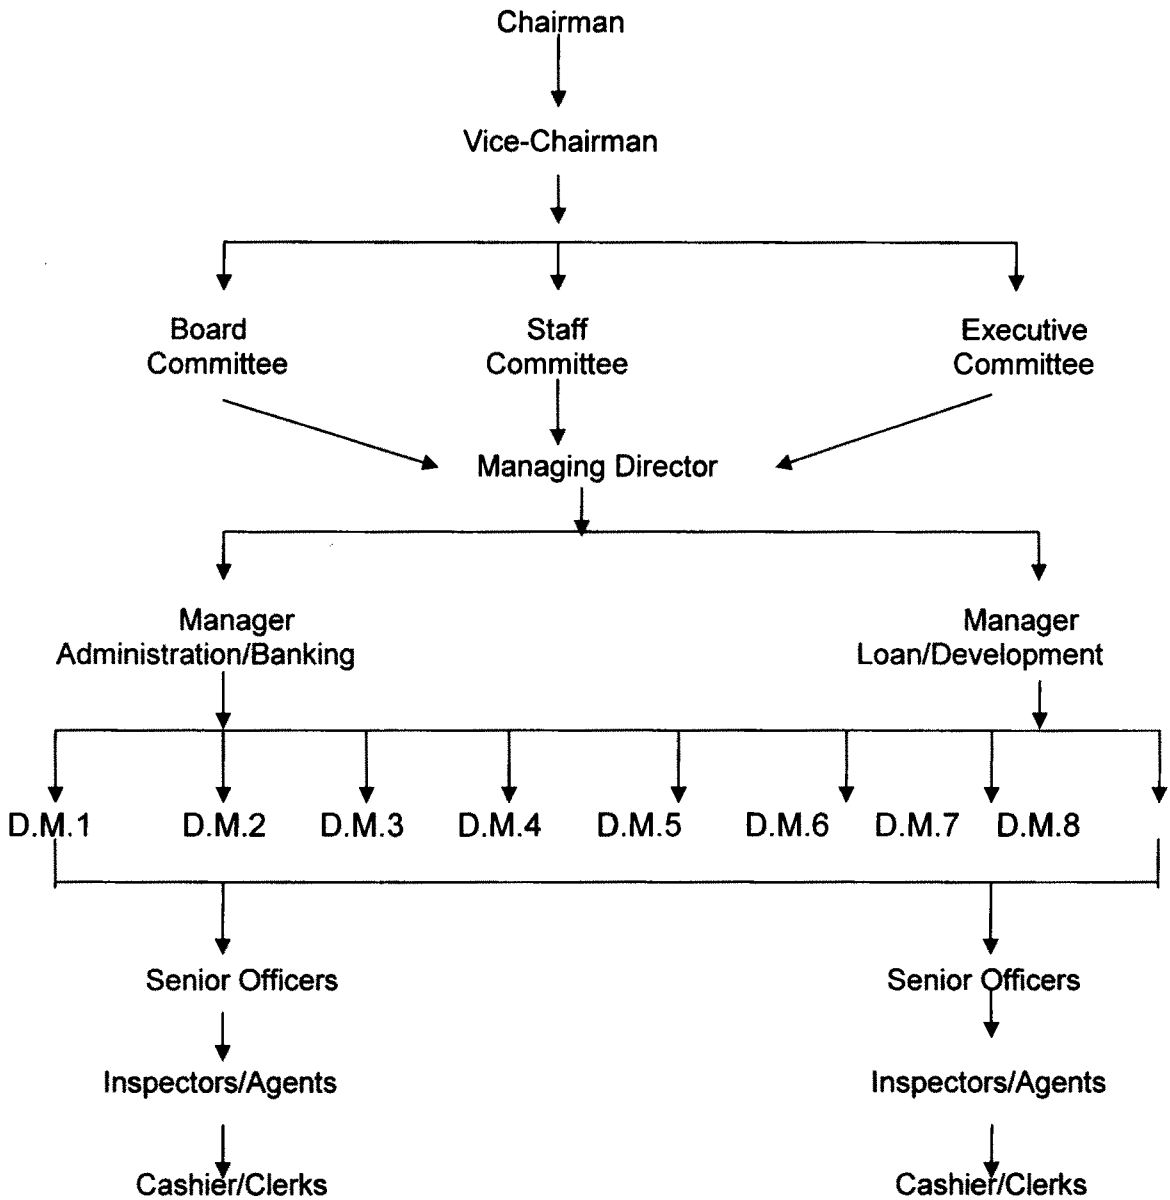 Chairman
Vice-Chairman
Board Staff Executive
Committee Committee Committee
Managing Director
Manager Manager
Administration/Banking Loan/Development
D.M.1 D.M.2 D.M.3 D.M.4 D.M.5 D.M.6 D.M.7 D.M.8
Senior Officers Senior Officers
Inspectors/Agents Inspectors/Agents
Cashier/Clerks Cashier/Clerks